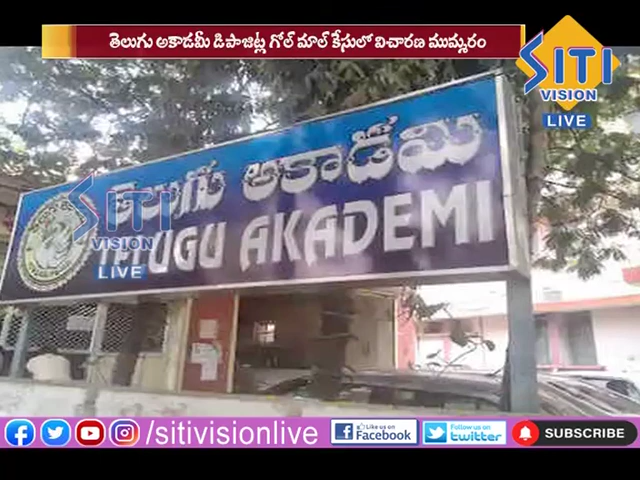 తెలుగు అకాడమీ డిపాజిట్ల గోల్ మాల్ కేసులో విచారణ ముమ్మరం
SITI
VISION
LIVE
తెలుగు అకాడమి
TELUGU AKADEMI
SITI
VISION
LIVE
/sitivisionlive
Like us on
Facebook
Follow us on
twitter
SUBSCRIBE